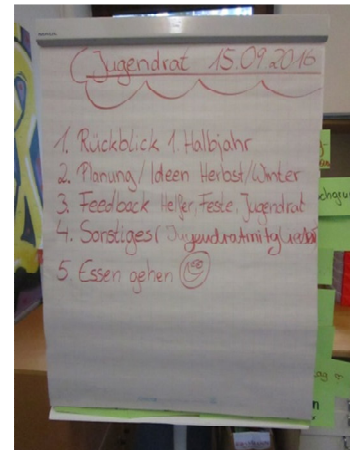 Jugendrat 15.09.2016
1. Rückblick 1. Halbjahr
2. Planung/Ideen Herbst/Winter
3. Feedback Helfer, Feste, Jugendrat
4. Sonstiges (Jugendratmitglieder
5. Essen gehen